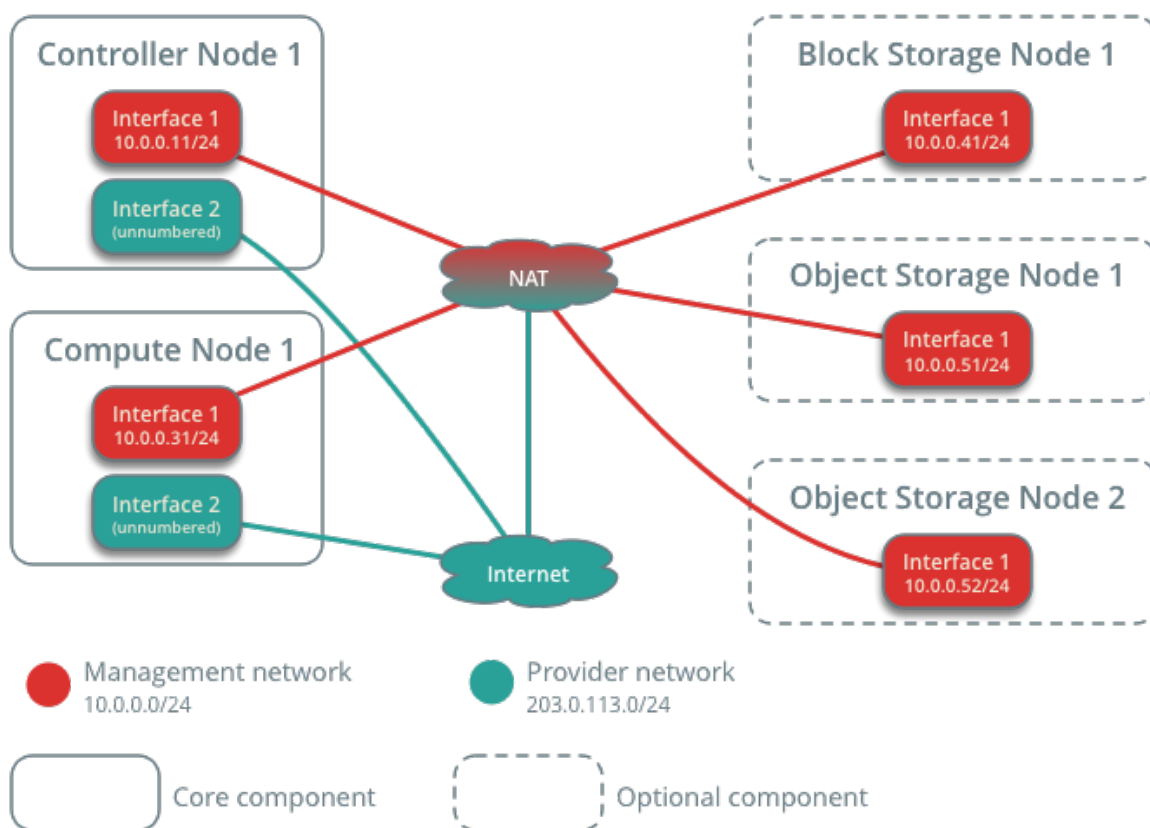 Controller Node 1
Interface 1
10.0.0.11/24
Interface 2
(unnumbered)
Compute Node 1
Interface 1
10.0.0.31/24
Interface 2
(unnumbered)
NAT
Internet
Block Storage Node 1
Interface 1
10.0.0.41/24
Object Storage Node 1
Interface 1
10.0.0.51/24
Object Storage Node 2
Interface 1
10.0.0.52/24
Management network
10.0.0.0/24
Provider network
203.0.113.0/24
Core component
Optional component